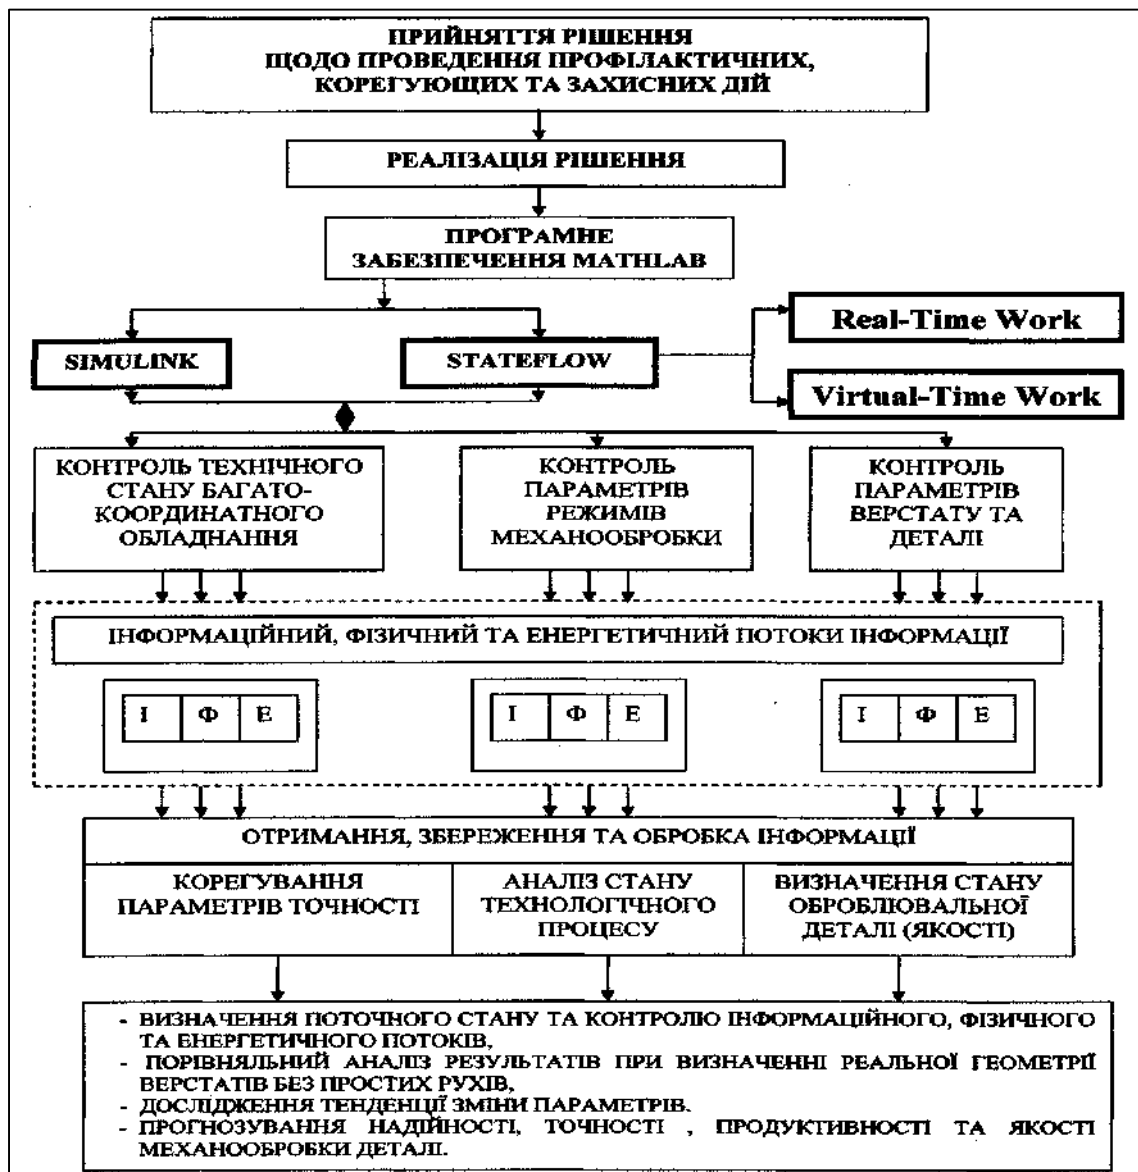 ПРИЙНЯТТЯ РІШЕННЯ
ЩОДО ПРОВЕДЕННЯ ПРОФІЛАКТИЧНИХ,
КОРЕГУЮЩИХ ТА ЗАХИСНИХ ДІЙ
РЕАЛІЗАЦІЯ РІШЕННЯ
ПРОГРАМНЕ
ЗАБЕЗПЕЧЕННЯ MATHLAB
SIMULINK
STATEFLOW
Real-Time Work
Virtual-Time Work
КОНТРОЛЬ ТЕХНІЧНОГО
СТАНУ БАГАТО-
КООРДИНАТНОГО
ОБЛАДНАННЯ
КОНТРОЛЬ
ПАРАМЕТРІВ
РЕЖИМІВ
МЕХАНООБРОБКИ
КОНТРОЛЬ
ПАРАМЕТРІВ
ВЕРСТАТУ ТА
ДЕТАЛІ
ІНФОРМАЦІЙНИЙ, ФІЗИЧНИЙ ТА ЕНЕРГЕТИЧНИЙ ПОТОКИ ІНФОРМАЦІЇ
І Ф Е
І Ф Е
І Ф Е
ОТРИМАННЯ, ЗБЕРЕЖЕННЯ ТА ОБРОБКА ІНФОРМАЦІЇ
КОРЕГУВАННЯ
ПАРАМЕТРІВ ТОЧНОСТІ
АНАЛІЗ СТАНУ
ТЕХНОЛОГІЧНОГО
ПРОЦЕСУ
ВИЗНАЧЕННЯ СТАНУ
ОБРОБЛЮВАЛЬНОЇ
ДЕТАЛІ (ЯКОСТІ)
- ВИЗНАЧЕННЯ ПОТОЧНОГО СТАНУ ТА КОНТРОЛЮ ІНФОРМАЦІЙНОГО, ФІЗИЧНОГО
ТА ЕНЕРГЕТИЧНОГО ПОТОКІВ,
- ПОРІВНЯЛЬНИЙ АНАЛІЗ РЕЗУЛЬТАТІВ ПРИ ВИЗНАЧЕННІ РЕАЛЬНОЇ ГЕОМЕТРІЇ
ВЕРСТАТІВ БЕЗ ПРОСТИХ РУХІВ,
- ДОСЛІДЖЕННЯ ТЕНДЕНЦІЇ ЗМІНИ ПАРАМЕТРІВ.
- ПРОГНОЗУВАННЯ НАДІЙНОСТІ, ТОЧНОСТІ , ПРОДУКТИВНОСТІ ТА ЯКОСТІ
МЕХАНООБРОБКИ ДЕТАЛІ.